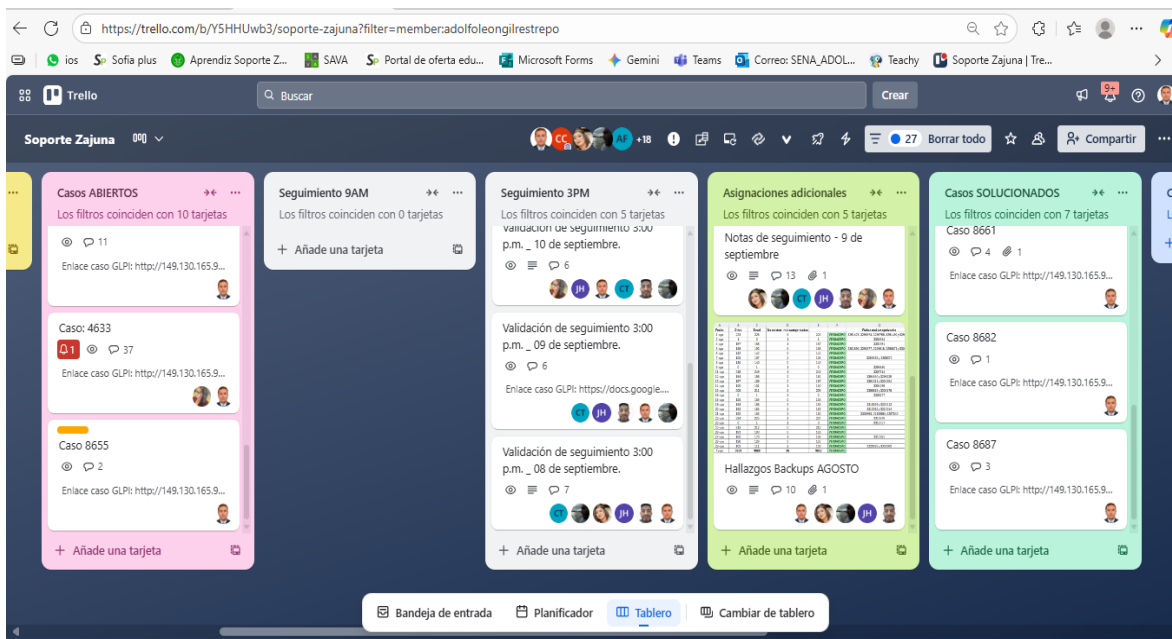 https://trello.com/b/Y5HHUwb3/soporte-zajuna?filter=member:adolfoleongilrestrepo
ios
Sofia plus
Aprendiz Soporte Z...
SAVA
Portal de oferta edu...
Microsoft Forms
Gemini
Teams
Correo: SENA_ADOL...
Teachy
Soporte Zajuna | Tre...
Trello
Buscar
Crear
9+
Soporte Zajuna
CC
AF
+18
27
Borrar todo
Compartir
Casos ABIERTOS
Los filtros coinciden con 10 tarjetas
11
Enlace caso GLPI: http://149.130.165.9...
Caso: 4633
1
37
Enlace caso GLPI: http://149.130.165.9...
Caso 8655
2
Enlace caso GLPI: http://149.130.165.9...
+ Añade una tarjeta
Seguimiento 9AM
Los filtros coinciden con 0 tarjetas
+ Añade una tarjeta
Seguimiento 3PM
Los filtros coinciden con 5 tarjetas
Validación de seguimiento 3:00
p.m. _ 10 de septiembre.
6
JH
CT
Validación de seguimiento 3:00
p.m. _ 09 de septiembre.
6
Enlace caso GLPI: https://docs.google....
CT
JH
Validación de seguimiento 3:00
p.m. _ 08 de septiembre.
7
CT
JH
+ Añade una tarjeta
Asignaciones adicionales
Los filtros coinciden con 5 tarjetas
Notas de seguimiento - 9 de
septiembre
13
1
CT
JH
Hallazgos Backups AGOSTO
10
1
JH
+ Añade una tarjeta
Casos SOLUCIONADOS
Los filtros coinciden con 7 tarjetas
Caso 8661
4
1
Enlace caso GLPI: http://149.130.165.9...
Caso 8682
1
Enlace caso GLPI: http://149.130.165.9...
Caso 8687
3
Enlace caso GLPI: http://149.130.165.9...
+ Añade una tarjeta
Bandeja de entrada
Planificador
Tablero
Cambiar de tablero